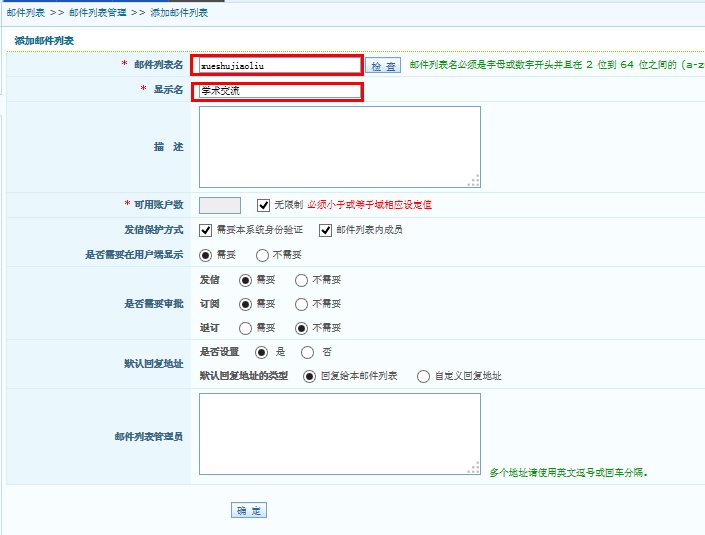 邮件列表 >> 邮件列表管理 >> 添加邮件列表
添加邮件列表
* 邮件列表名 xueshujiaoliu 检 查 邮件列表名必须是字母或数字开头并且在 2 位到 64 位之间的 (a-z
* 显示名 学术交流
描 述
* 可用账户数 无限制 必须小于或等于域相应设定值
发信保护方式 需要本系统身份验证 邮件列表内成员
是否需要在用户端显示 需要 不需要
是否需要审批 发信 需要 不需要
订阅 需要 不需要
退订 需要 不需要
默认回复地址 是否设置 是 否
默认回复地址的类型 回复给本邮件列表 自定义回复地址
邮件列表管理员
多个地址请使用英文逗号或回车分隔.
确 定